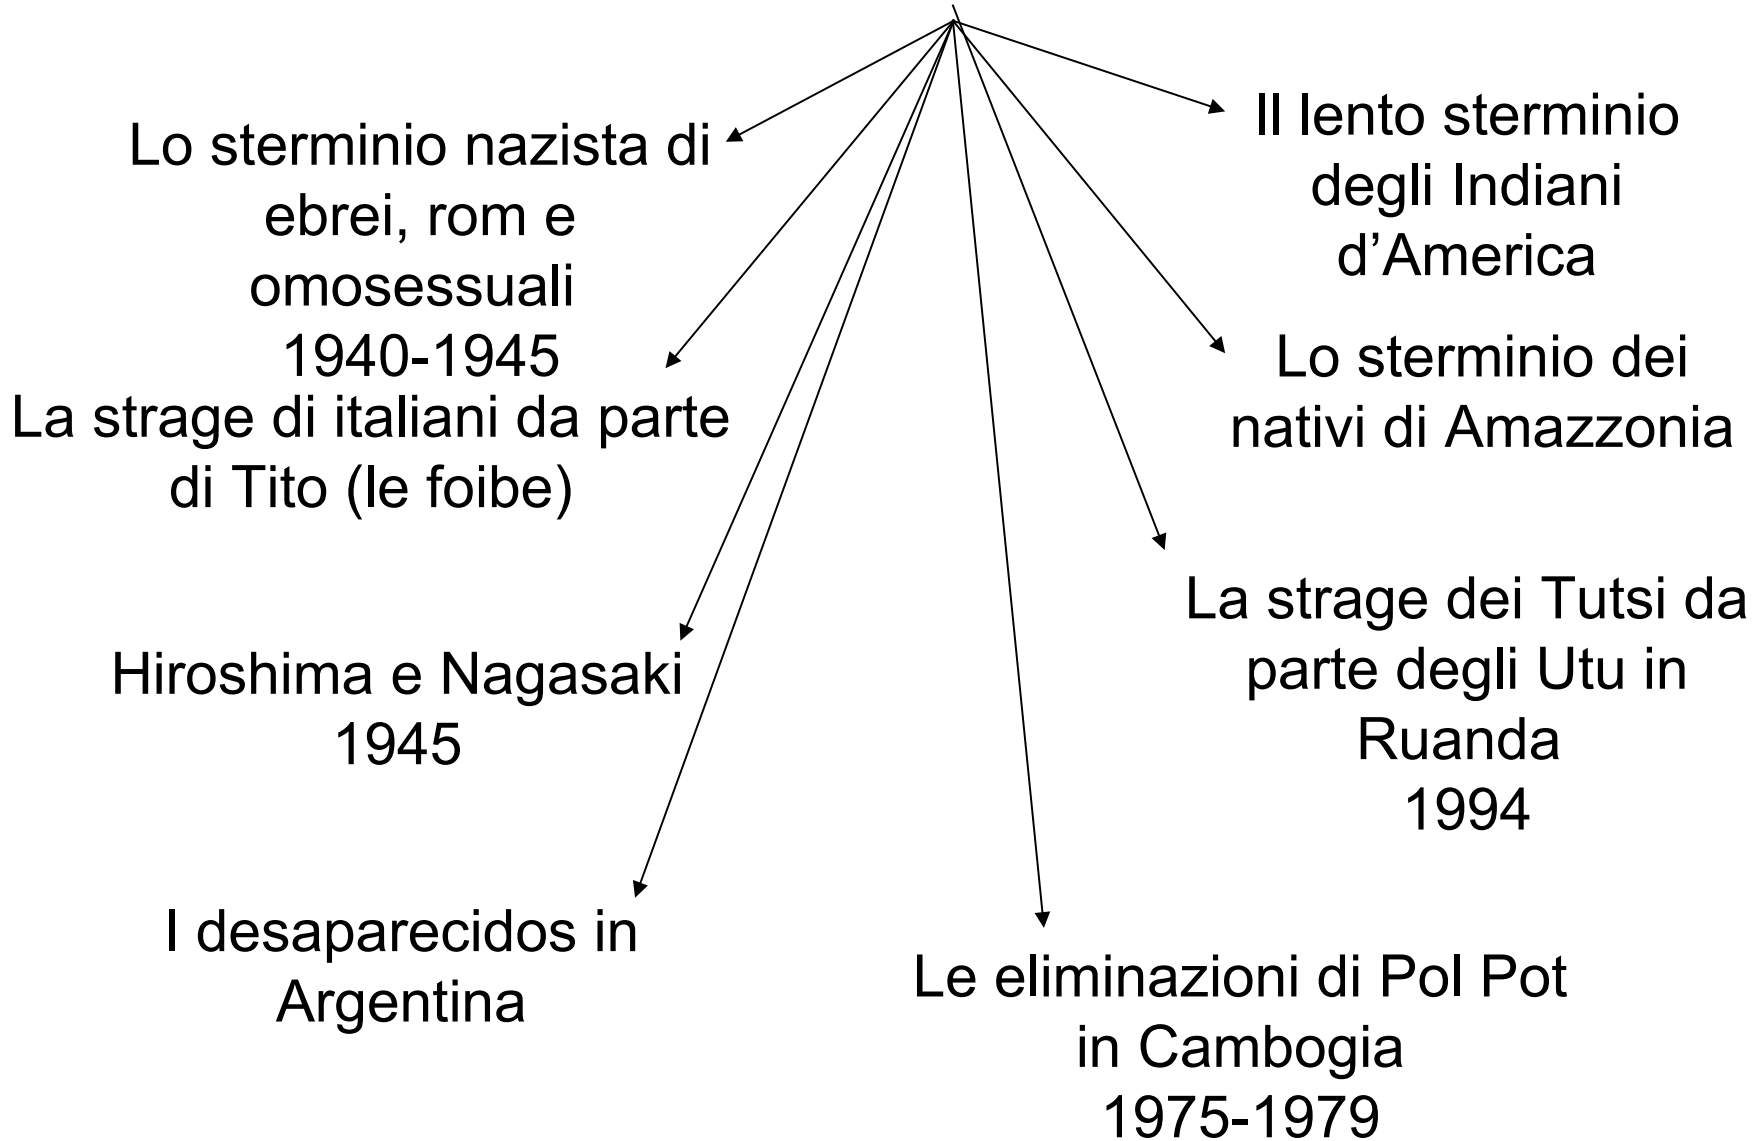 Lo sterminio nazista di
ebrei, rom e
omosessuali
1940-1945
La strage di italiani da parte
di Tito (le foibe)
Hiroshima e Nagasaki
1945
I desaparecidos in
Argentina
Il lento sterminio
degli Indiani
d’America
Lo sterminio dei
nativi di Amazzonia
La strage dei Tutsi da
parte degli Utu in
Ruanda
1994
Le eliminazioni di Pol Pot
in Cambogia
1975-1979